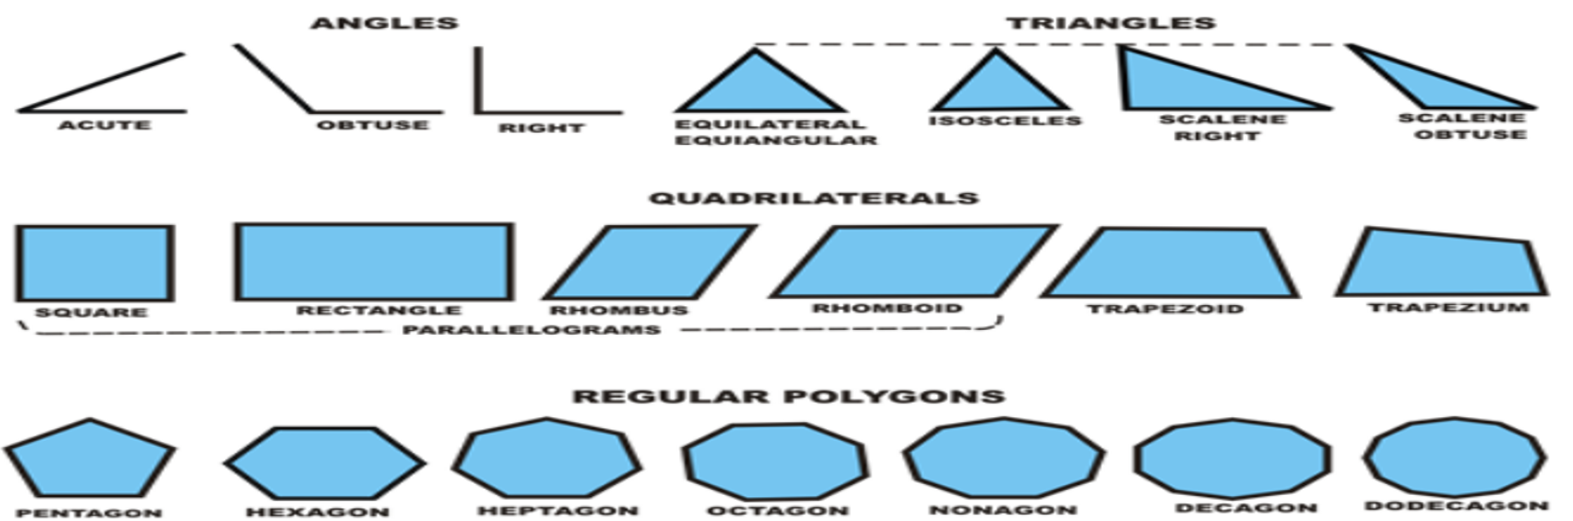 ANGLES
TRIANGLES
ACUTE
OBTUSE
RIGHT
EQUILATERAL
EQUIANGULAR
ISOSCELES
SCALENE
RIGHT
SCALENE
OBTUSE
QUADRILATERALS
SQUARE
RECTANGLE
RHOMBUS
RHOMBOID
TRAPEZOID
TRAPEZIUM
PARALLELOGRAMS
REGULAR POLYGONS
PENTAGON
HEXAGON
HEPTAGON
OCTAGON
NONAGON
DECAGON
DODECAGON